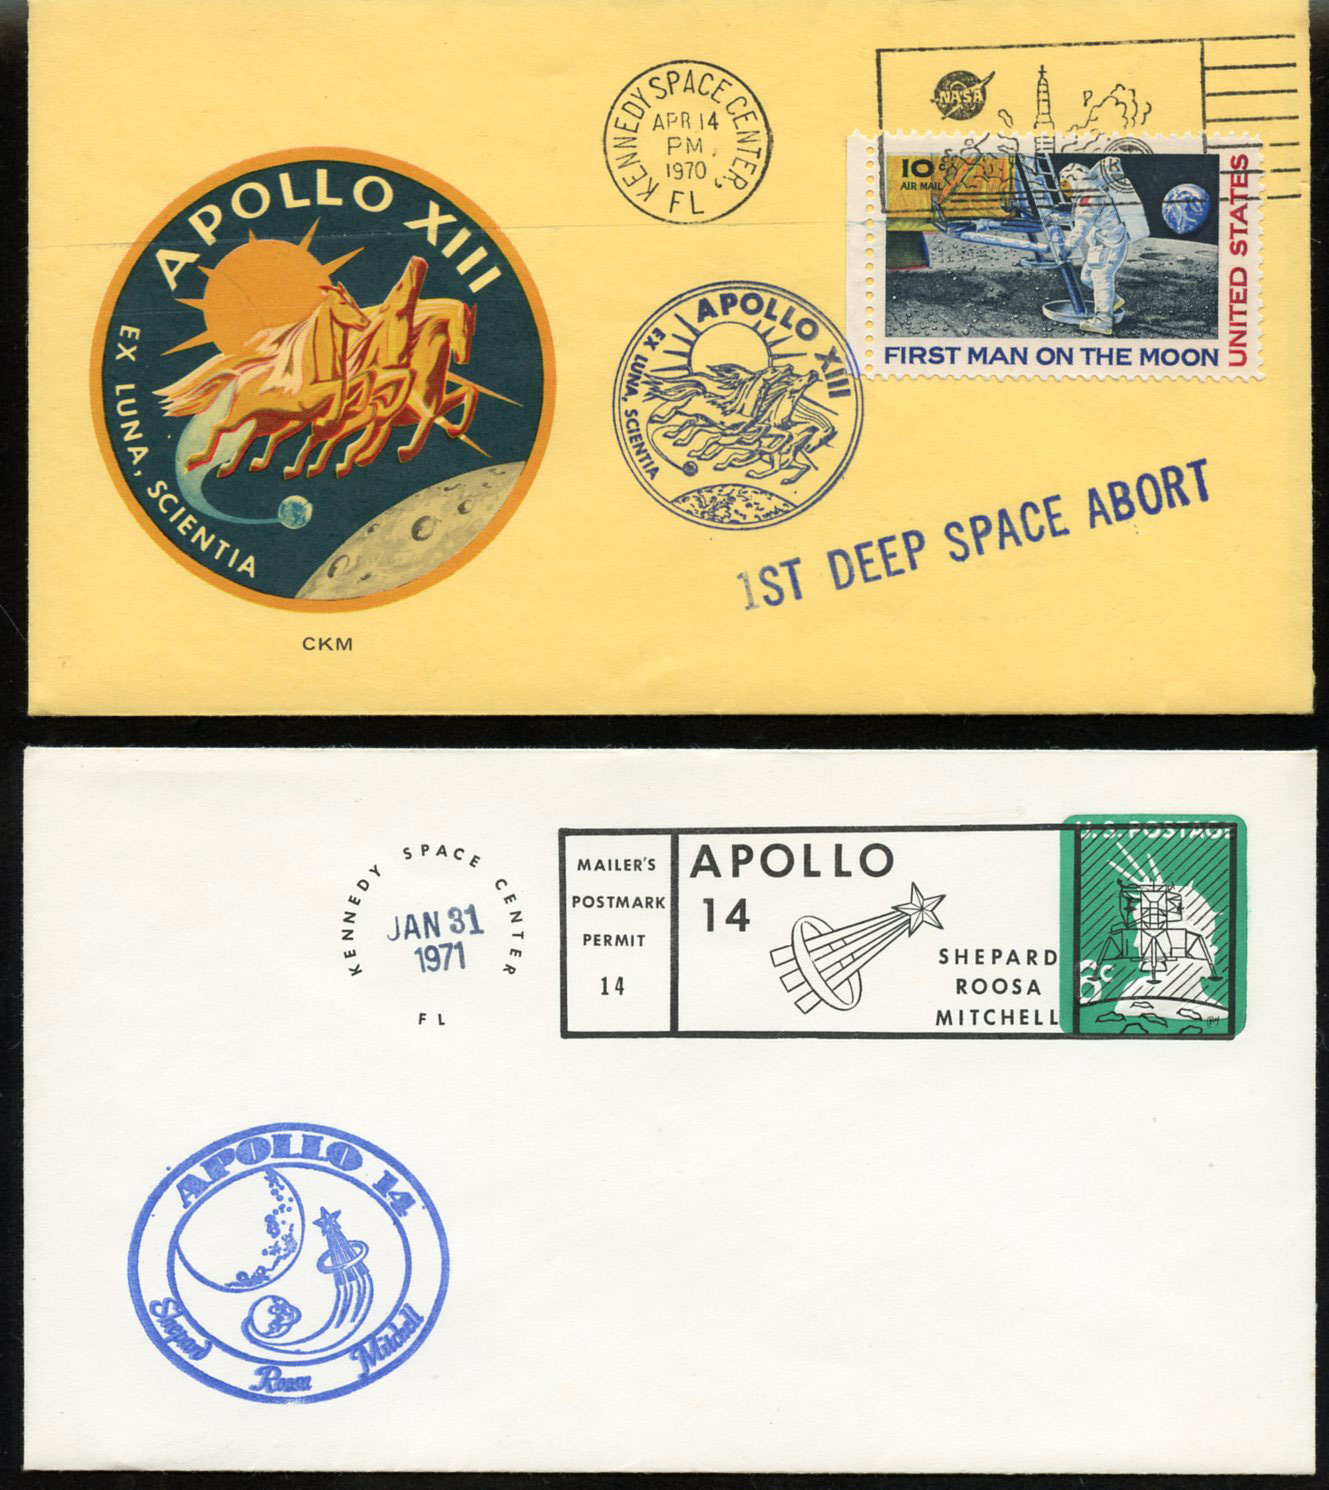 APOLLO XIII
EX LUNA, SCIENTIA
CKM
KENNEDY SPACE CENTER,
APR 14
PM
1970
FL
NASA
10¢
AIR MAIL
UNITED STATES
FIRST MAN ON THE MOON
APOLLO XIII
EX LUNA, SCIENTIA
1ST DEEP SPACE ABORT
KENNEDY SPACE CENTER
JAN 31
1971
FL
MAILER'S
POSTMARK
PERMIT
14
APOLLO
14
SHEPARD
ROOSA
MITCHELL
U.S. POSTAGE
6¢
APOLLO 14
Shepard
Roosa
Mitchell